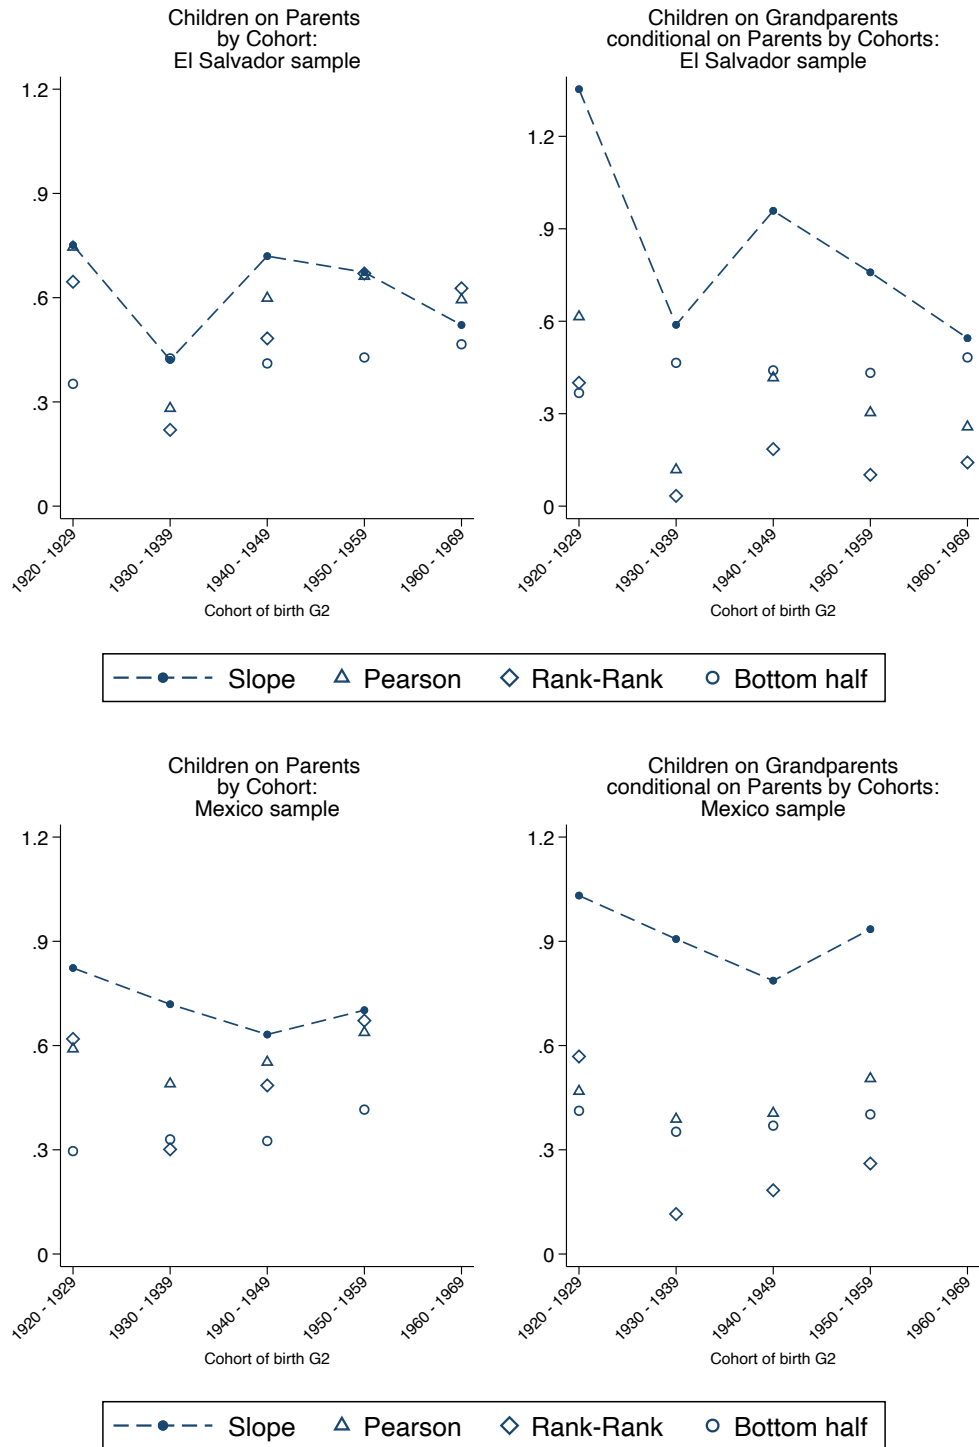 Children on Parents
by Cohort:
El Salvador sample
1.2
.9
.6
.3
0
1920 - 1929
1930 - 1939
1940 - 1949
1950 - 1959
1960 - 1969
Cohort of birth G2
Children on Grandparents
conditional on Parents by Cohorts:
El Salvador sample
1.2
.9
.6
.3
0
1920 - 1929
1930 - 1939
1940 - 1949
1950 - 1959
1960 - 1969
Cohort of birth G2
Slope Pearson Rank-Rank Bottom half
Children on Parents
by Cohort:
Mexico sample
1.2
.9
.6
.3
0
1920 - 1929
1930 - 1939
1940 - 1949
1950 - 1959
1960 - 1969
Cohort of birth G2
Children on Grandparents
conditional on Parents by Cohorts:
Mexico sample
1.2
.9
.6
.3
0
1920 - 1929
1930 - 1939
1940 - 1949
1950 - 1959
1960 - 1969
Cohort of birth G2
Slope Pearson Rank-Rank Bottom half